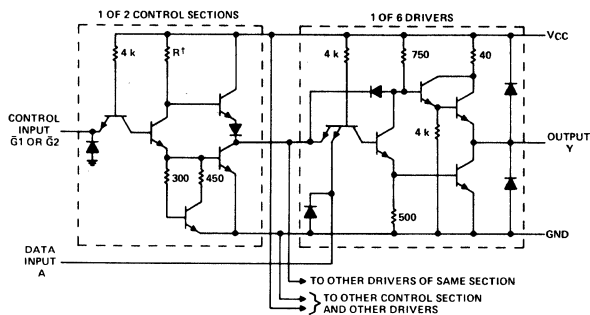 1 OF 2 CONTROL SECTIONS
1 OF 6 DRIVERS
VCC
4 k
R†
4 k
750
40
CONTROL
INPUT
G̅1 OR G̅2
4 k
OUTPUT
Y
300
450
500
GND
DATA
INPUT
A
TO OTHER DRIVERS OF SAME SECTION
TO OTHER CONTROL SECTION
AND OTHER DRIVERS